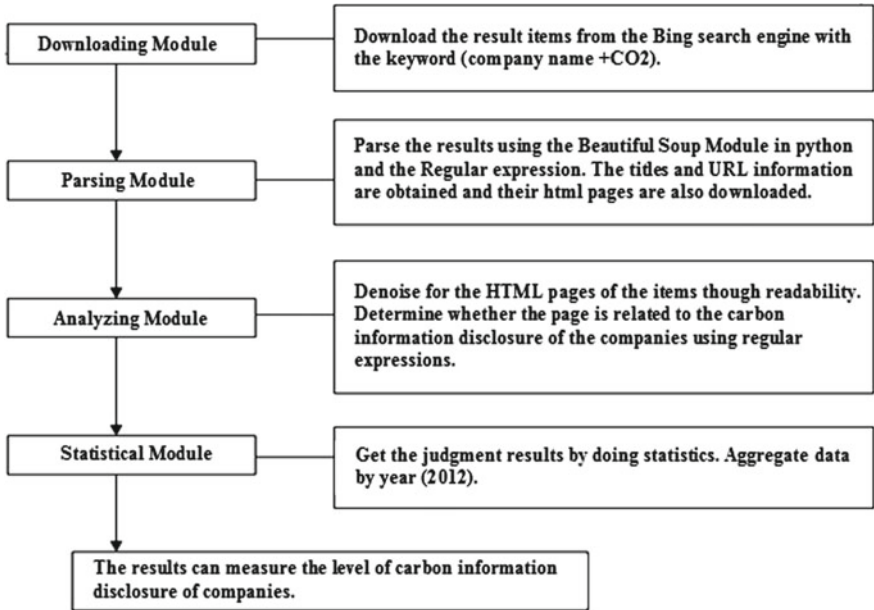 Downloading Module
Download the result items from the Bing search engine with
the keyword (company name +CO2).
Parsing Module
Parse the results using the Beautiful Soup Module in python
and the Regular expression. The titles and URL information
are obtained and their html pages are also downloaded.
Analyzing Module
Denoise for the HTML pages of the items though readability.
Determine whether the page is related to the carbon
information disclosure of the companies using regular
expressions.
Statistical Module
Get the judgment results by doing statistics. Aggregate data
by year (2012).
The results can measure the level of carbon information
disclosure of companies.